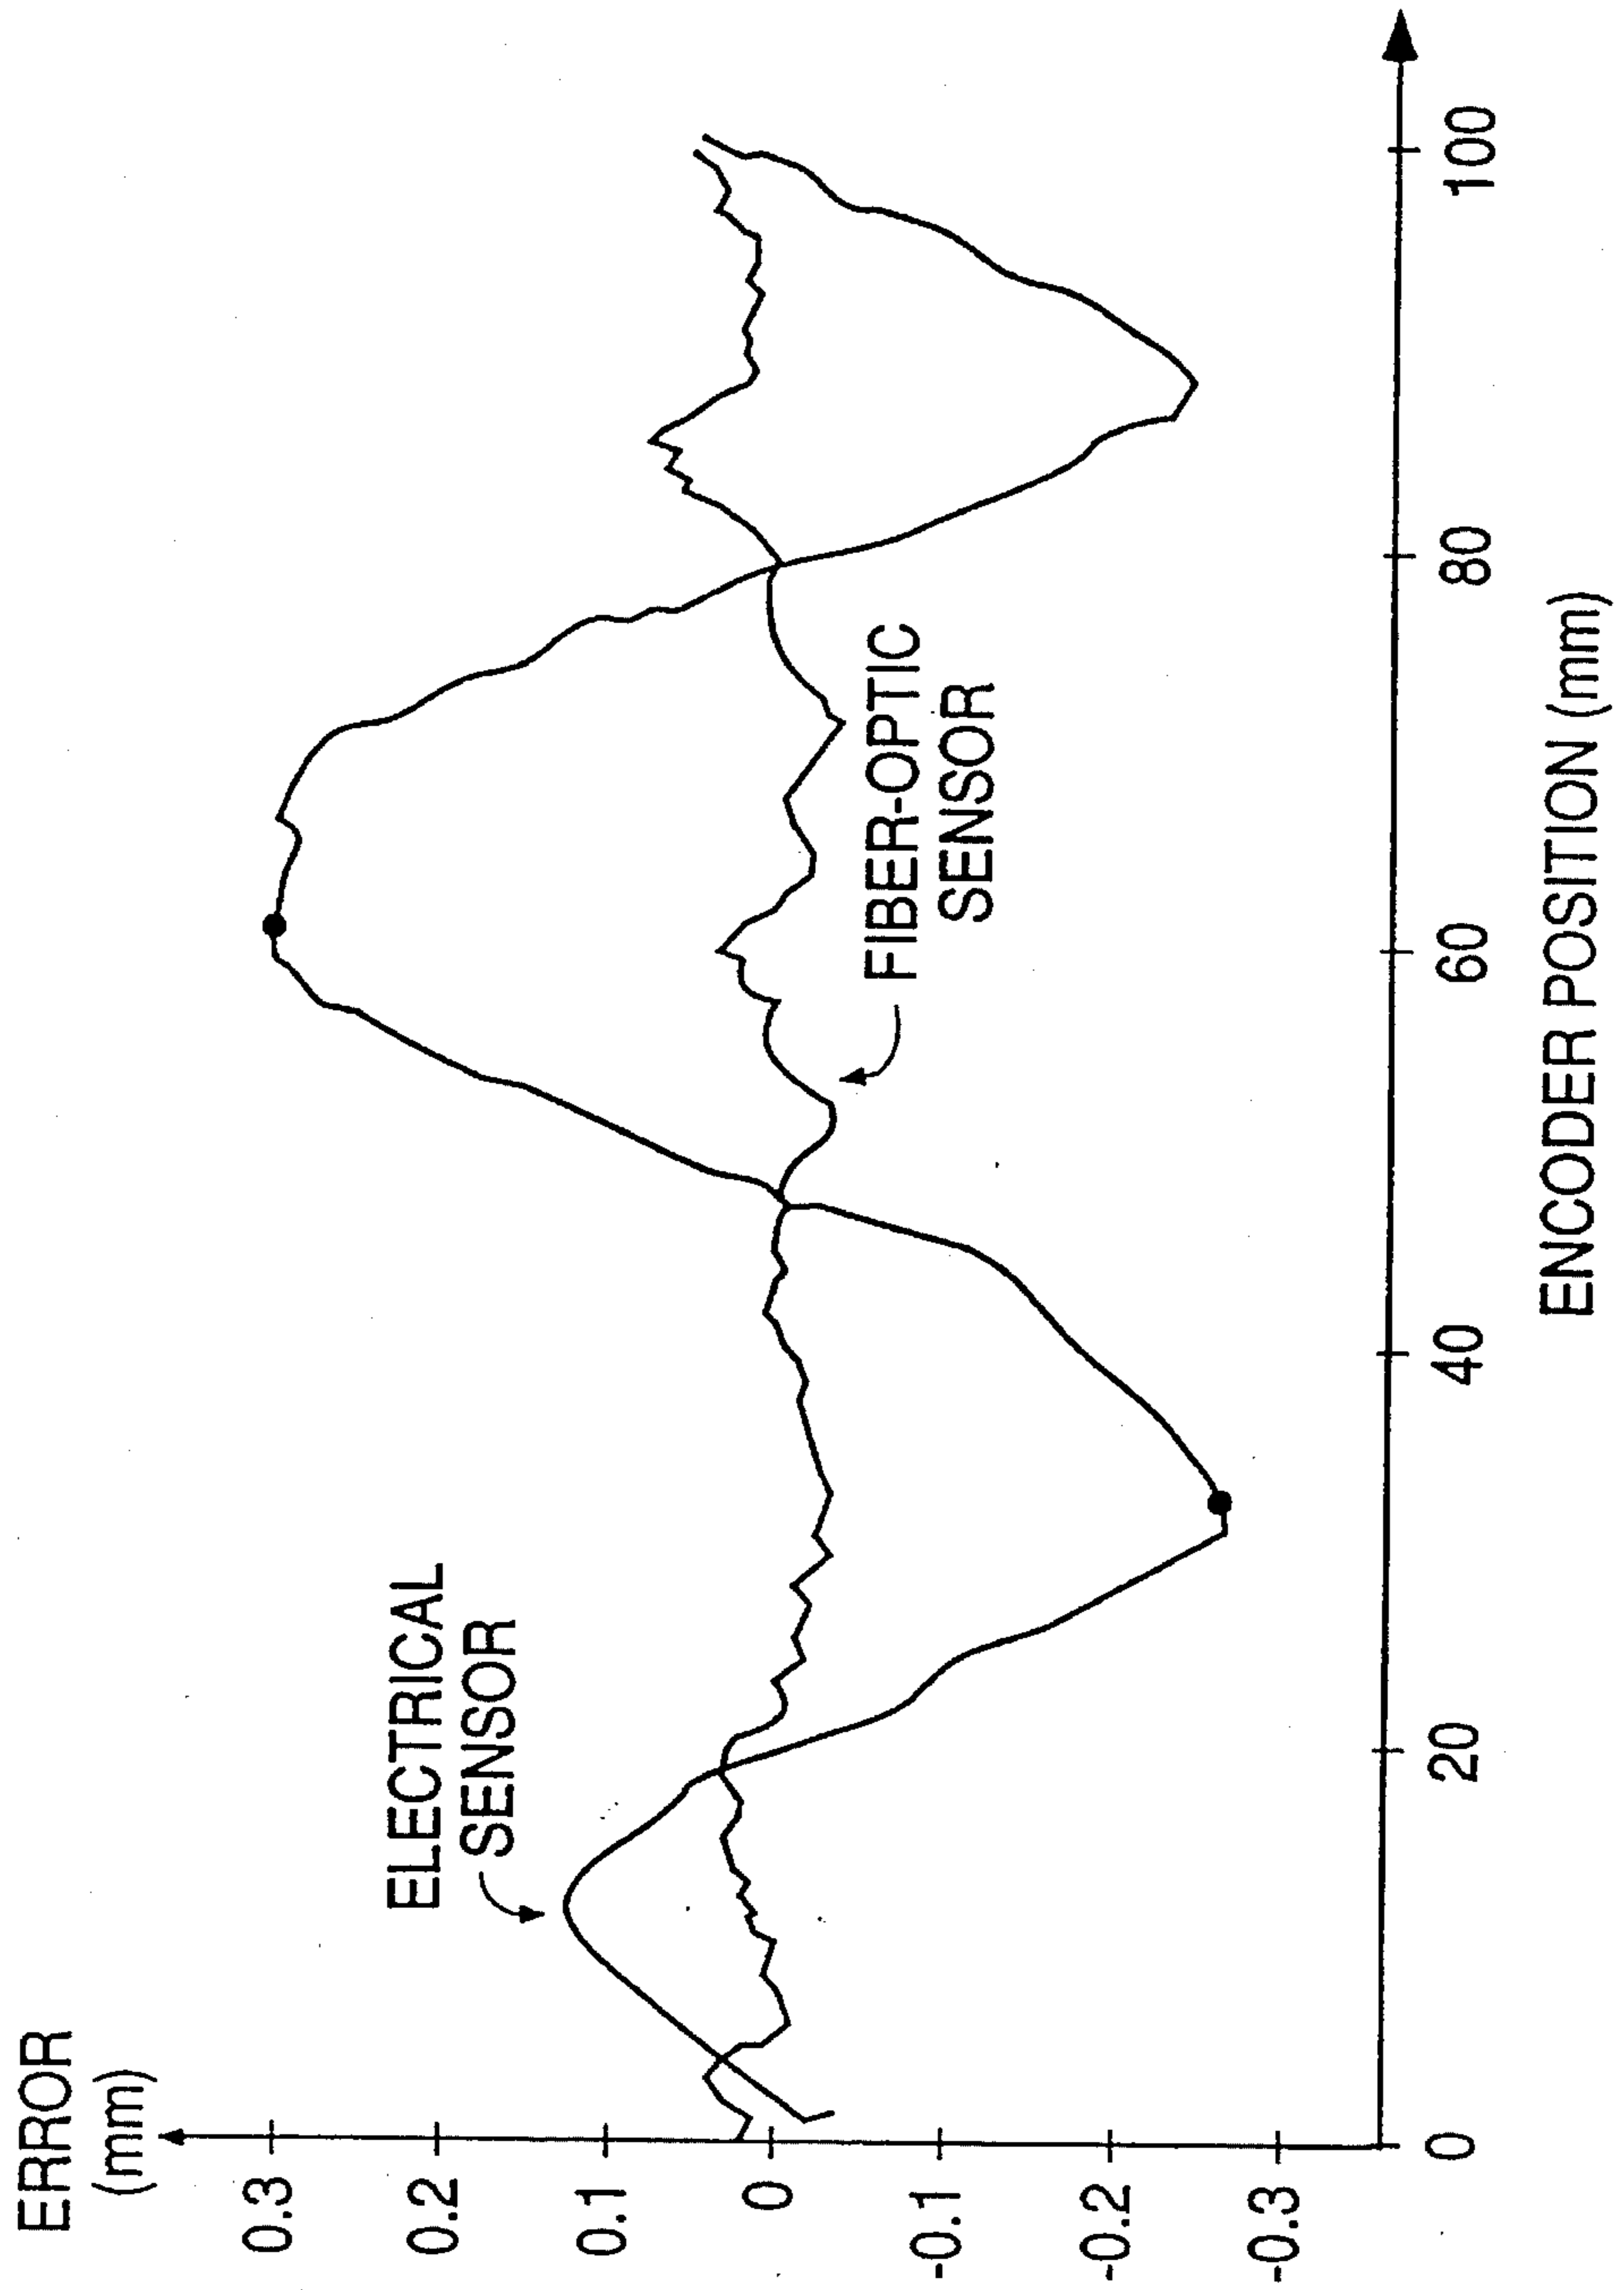 ERROR
(mm)
0.3
0.2
0.1
0
-0.1
-0.2
-0.3
ELECTRICAL
SENSOR
FIBER-OPTIC
SENSOR
0
20
40
60
80
100
ENCODER POSITION (mm)